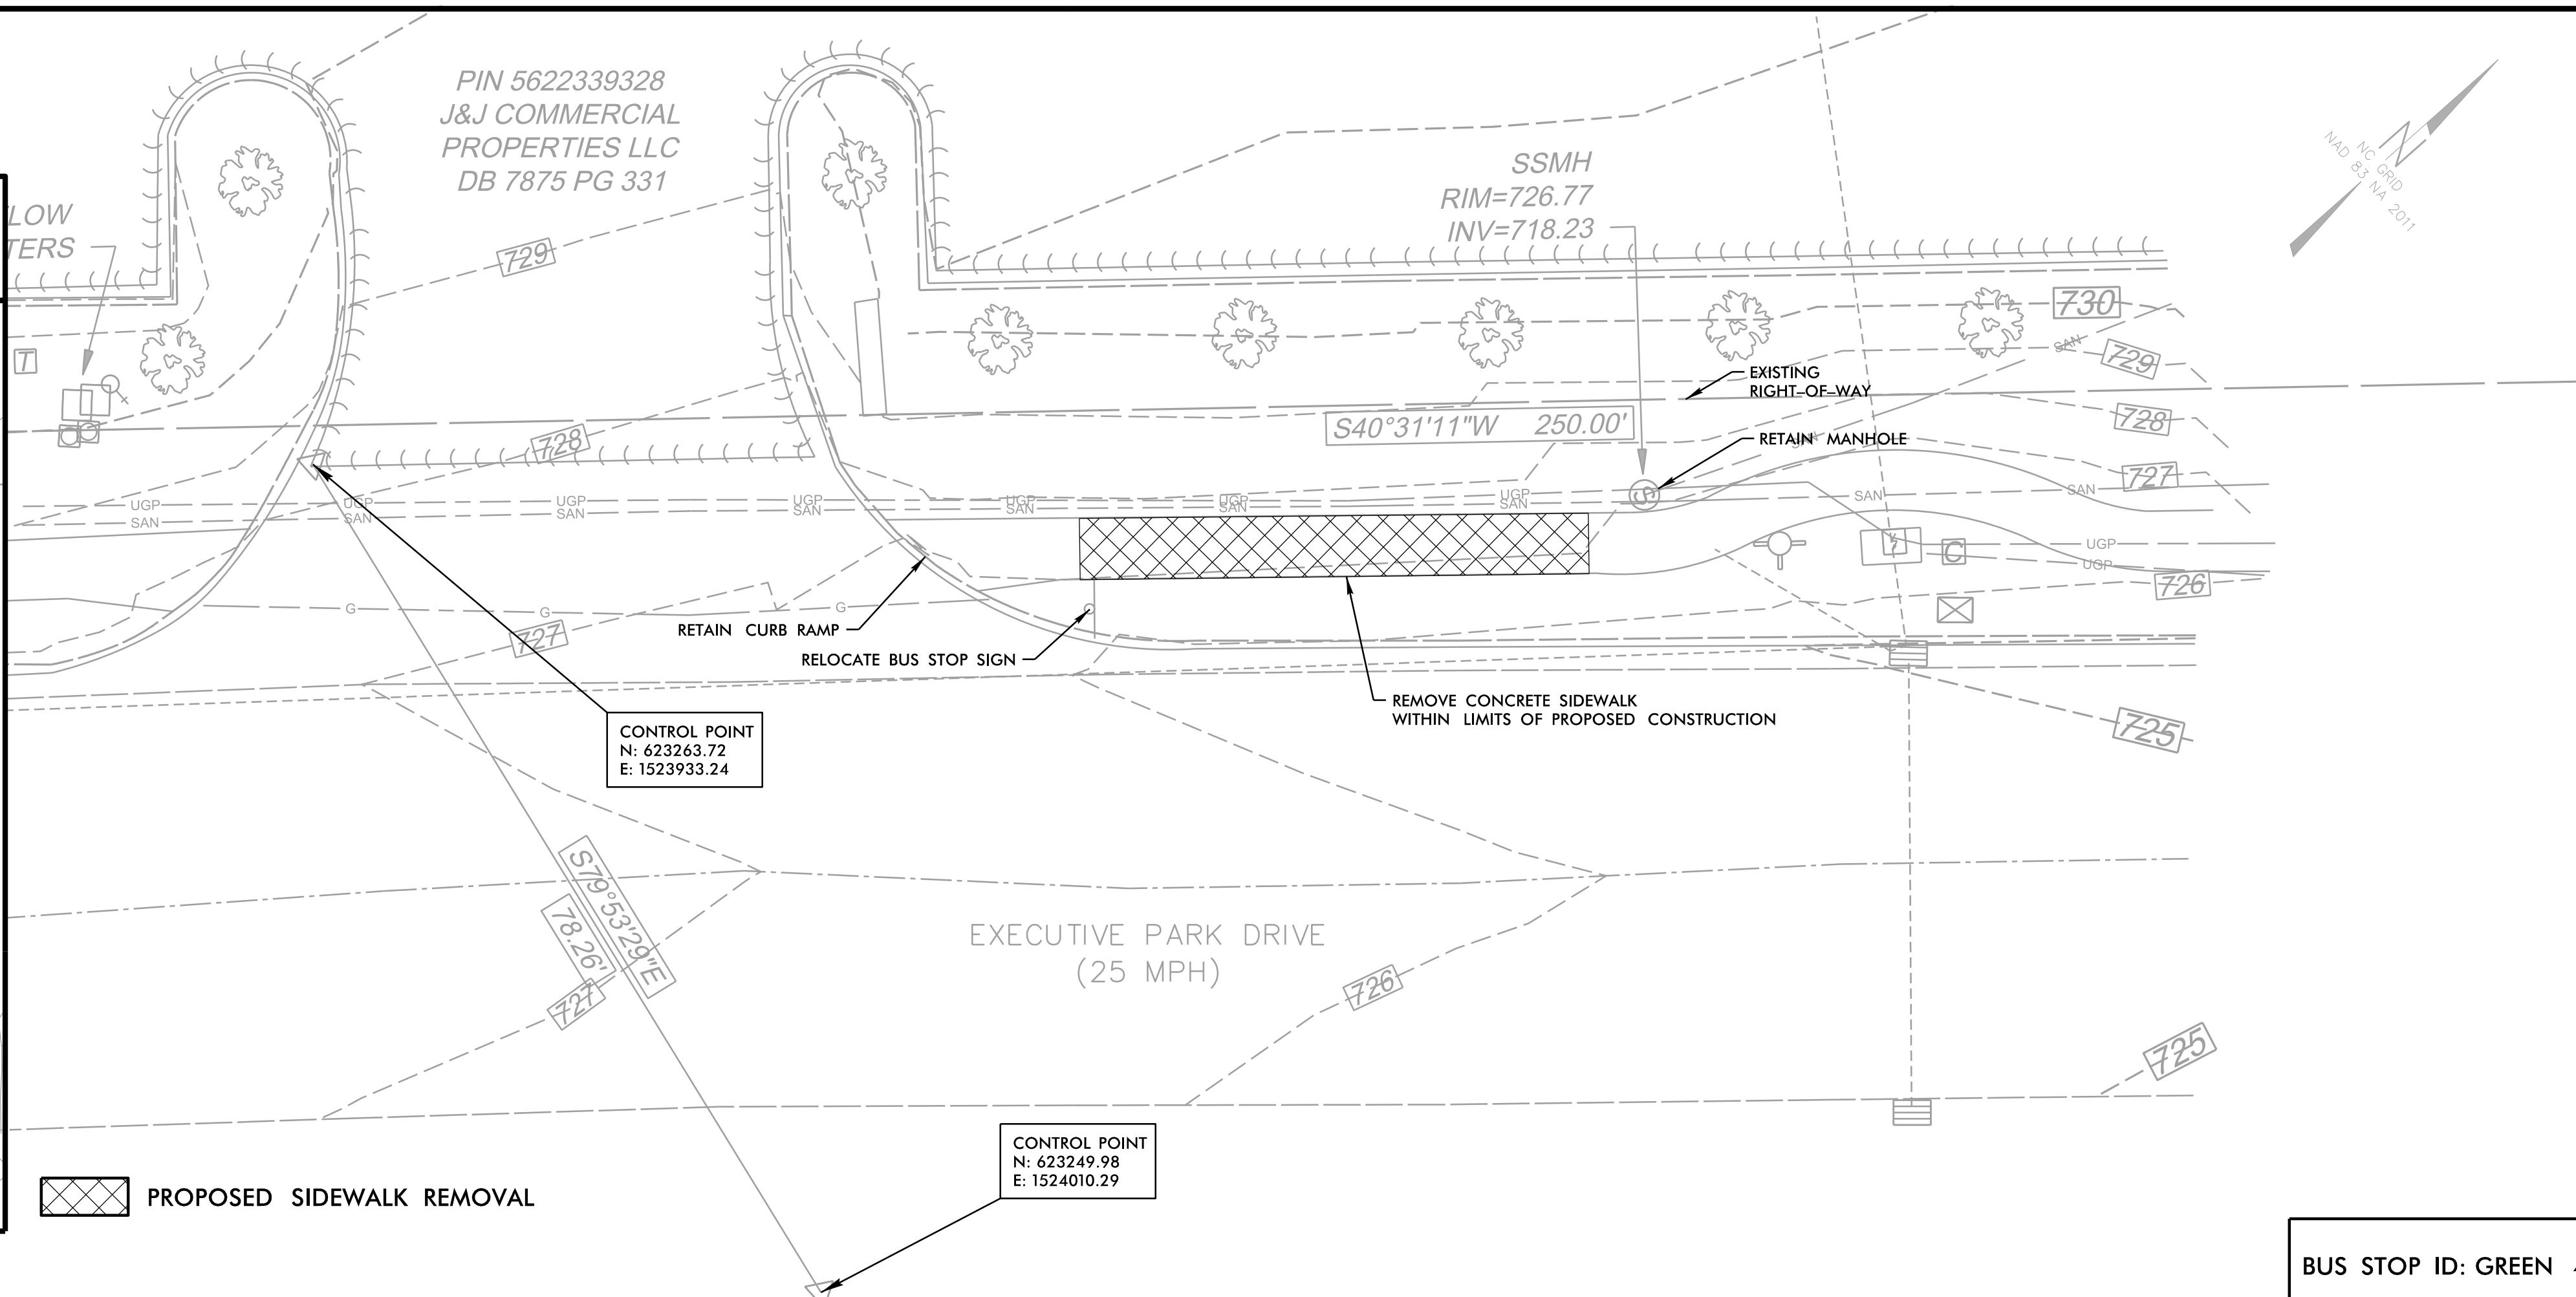 PIN 5622339328
J&J COMMERCIAL
PROPERTIES LLC
DB 7875 PG 331
SSMH
RIM=726.77
INV=718.23
NC GRID
NAD 83 NA 2011
N
LOW
TERS
T
729
730
729
EXISTING
RIGHT-OF-WAY
728
S40°31'11"W 250.00'
728
RETAIN MANHOLE
727
S
UGP UGP UGP UGP UGP UGP UGP
SAN SAN SAN SAN SAN SAN SAN
SAN SAN
SAN
C
UGP
UGP
726
G G G
727
RETAIN CURB RAMP
RELOCATE BUS STOP SIGN
REMOVE CONCRETE SIDEWALK
WITHIN LIMITS OF PROPOSED CONSTRUCTION
725
CONTROL POINT
N: 623263.72
E: 1523933.24
S79°53'29"E
78.26'
727
EXECUTIVE PARK DRIVE
(25 MPH)
726
725
CONTROL POINT
N: 623249.98
E: 1524010.29
PROPOSED SIDEWALK REMOVAL
BUS STOP ID: GREEN